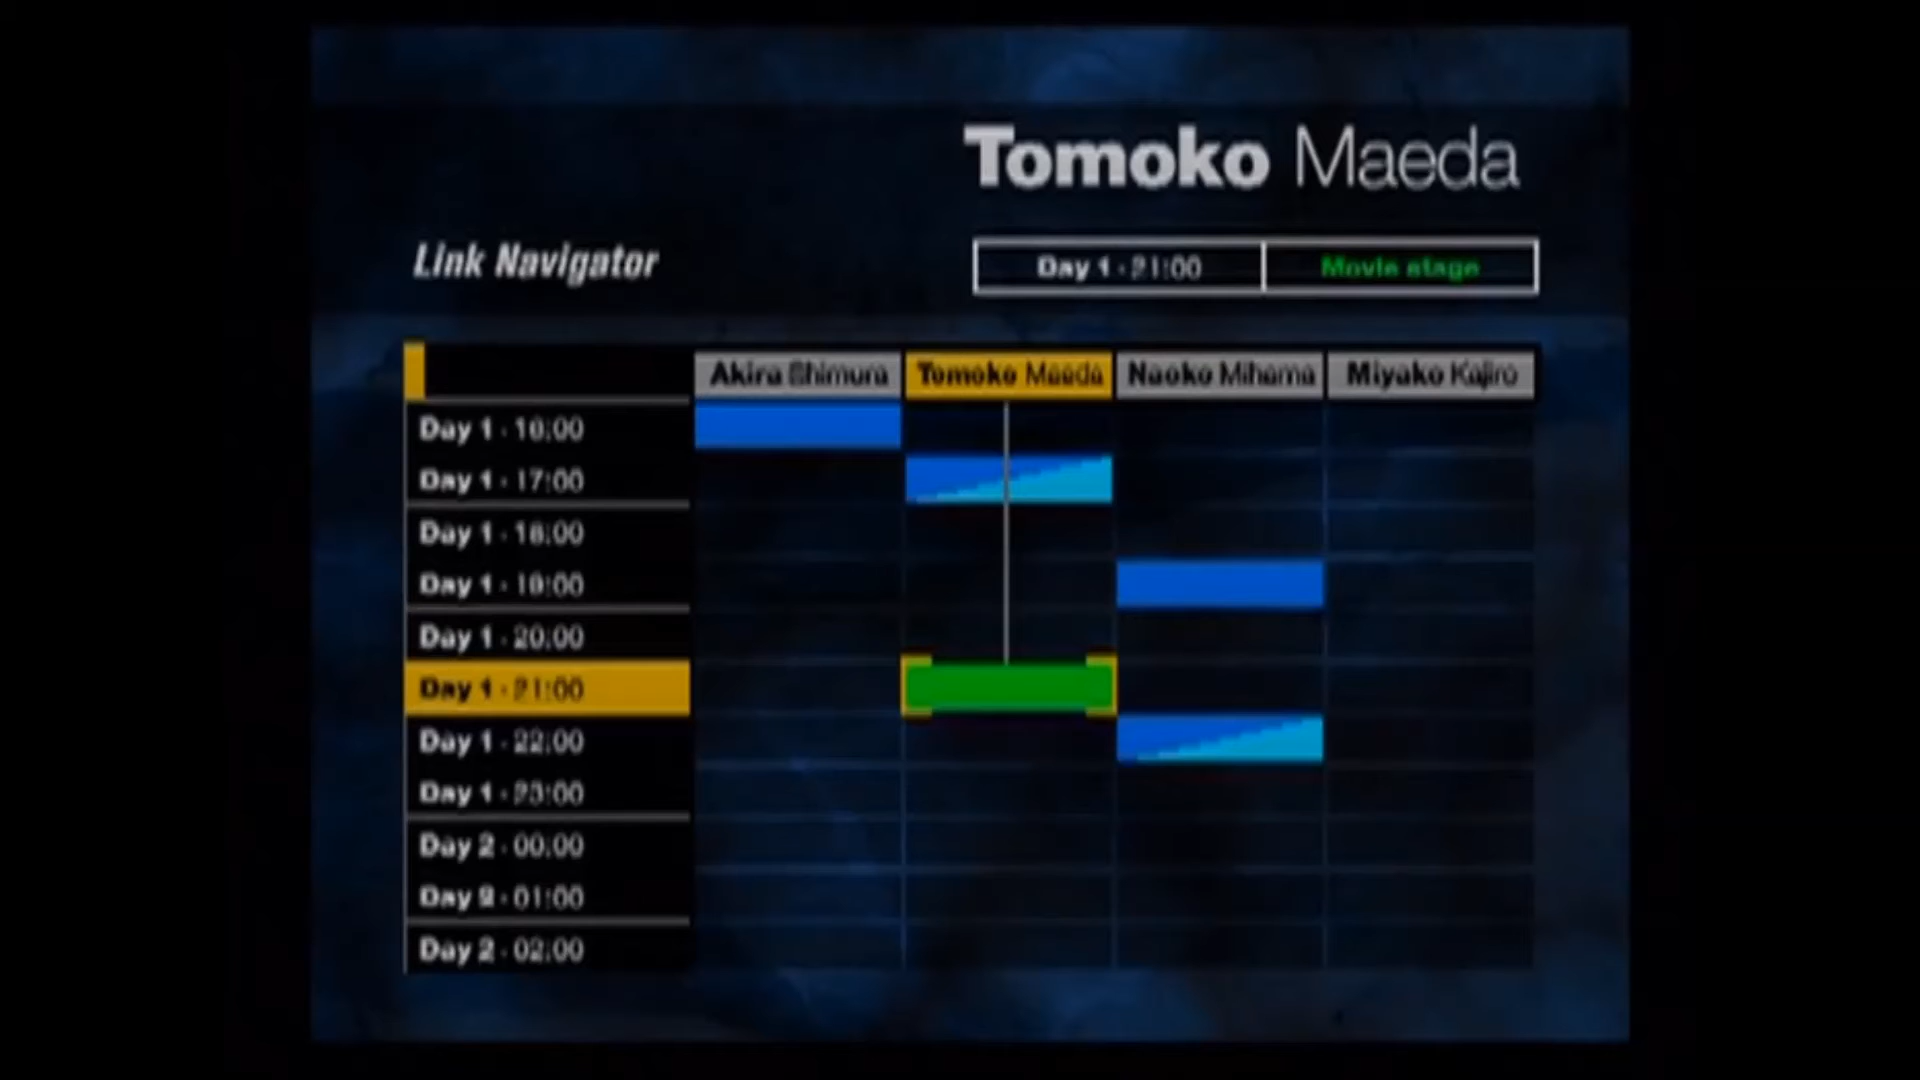 Tomoko Maeda
Link Navigator
Day 1 - 21:00 Movie stage
Akira Shimura Tomoko Maeda Naoko Mihama Miyako Kajiro
Day 1 - 16:00
Day 1 - 17:00
Day 1 - 18:00
Day 1 - 19:00
Day 1 - 20:00
Day 1 - 21:00
Day 1 - 22:00
Day 1 - 23:00
Day 2 - 00:00
Day 2 - 01:00
Day 2 - 02:00